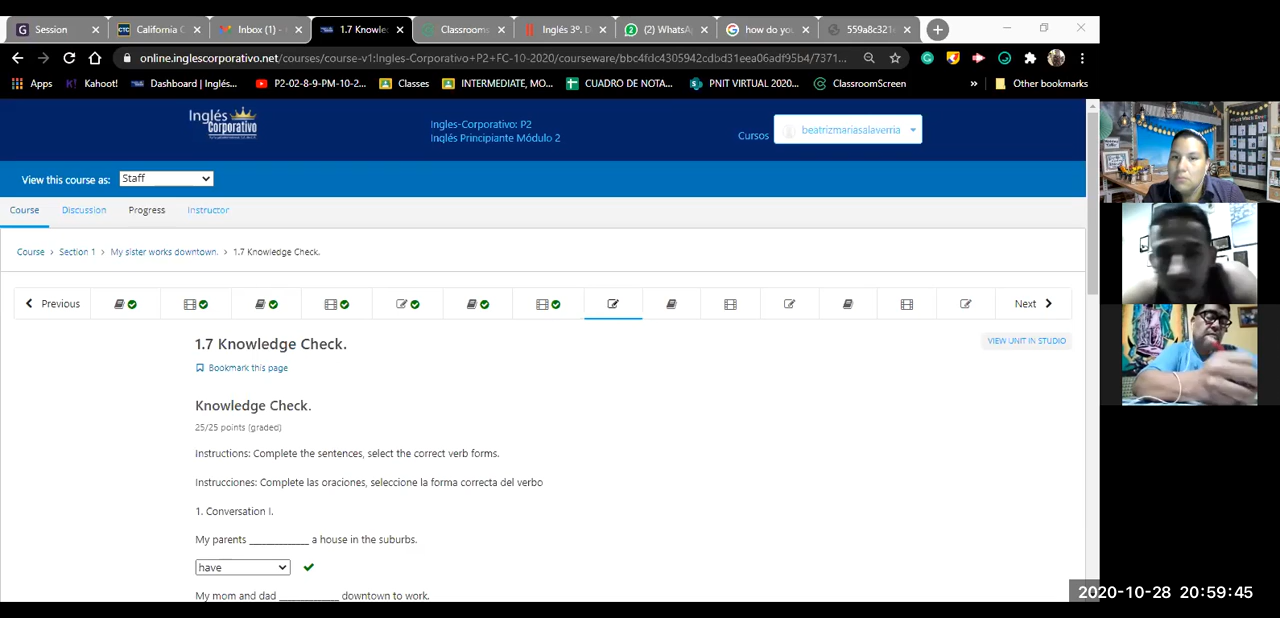 Session
California C
Inbox (1) -
1.7 Knowle
Classrooms
Inglés 3º. D
(2) WhatsA
how do you
559a8c321
online.inglescorporativo.net/courses/course-v1:Ingles-Corporativo+P2+FC-10-2020/courseware/bbc4fdc4305942cdbd31eea06adf95b4/7371...
Apps
Kahoot!
Dashboard | Inglés...
P2-02-8-9-PM-10-2...
Classes
INTERMEDIATE, MO...
CUADRO DE NOTA...
PNIT VIRTUAL 2020...
ClassroomScreen
»
Other bookmarks
Inglés
Corporativo
Ingles-Corporativo: P2
Inglés Principiante Módulo 2
Cursos
beatrizmariasalaverria
View this course as:
Staff
Course
Discussion
Progress
Instructor
Course > Section 1 > My sister works downtown. > 1.7 Knowledge Check.
Previous
Next
1.7 Knowledge Check.
VIEW UNIT IN STUDIO
Bookmark this page
Knowledge Check.
25/25 points (graded)
Instructions: Complete the sentences, select the correct verb forms.
Instrucciones: Complete las oraciones, seleccione la forma correcta del verbo
1. Conversation I.
My parents _____________ a house in the suburbs.
have
My mom and dad _____________ downtown to work.
2020-10-28 20:59:45